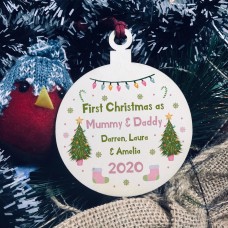 First Christmas as
Mummy & Daddy
Darren, Laura
& Amelia
2020